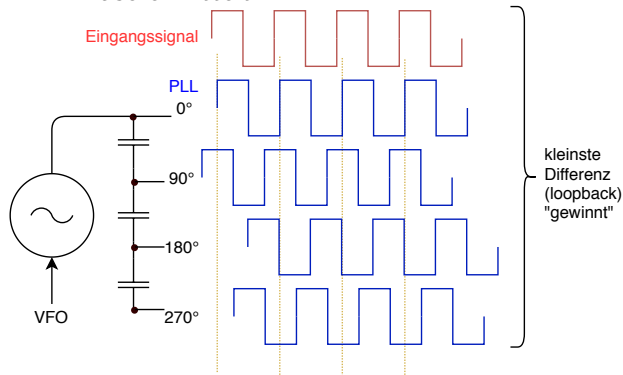 Eingangssignal
PLL
0°
90°
180°
270°
VFO
kleinste
Differenz
(loopback)
"gewinnt"